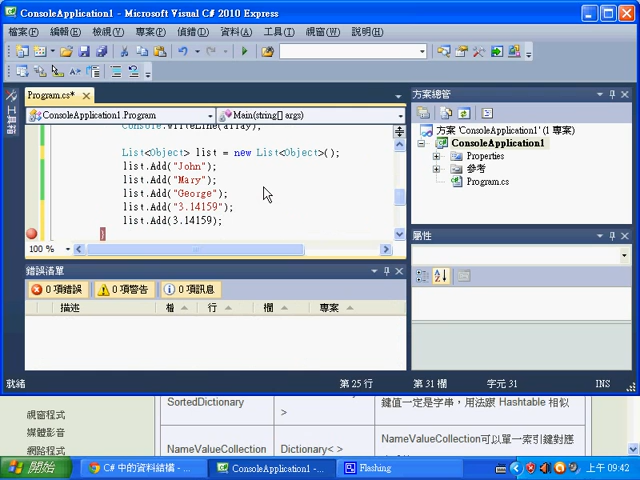 ConsoleApplication1 - Microsoft Visual C# 2010 Express
檔案(F) 編輯(E) 檢視(V) 專案(P) 偵錯(D) 資料(A) 工具(I) 視窗(W) 說明(H)
工具箱
Program.cs*
ConsoleApplication1.Program
Main(string[] args)
Console.WriteLine(array);
List<Object> list = new List<Object>();
list.Add("John");
list.Add("Mary");
list.Add("George");
list.Add("3.14159");
list.Add(3.14159);
}
100 %
方案總管
方案 'ConsoleApplication1' (1 專案)
ConsoleApplication1
Properties
參考
Program.cs
屬性
錯誤清單
0 項錯誤 0 項警告 0 項訊息
描述 行 欄 專案
就緒 第 25 行 第 31 欄 字元 31 INS
視窗程式
媒體影音
網路程式
SortedDictionary
>
鍵值一定是字串，用法跟 Hashtable 相似
NameValueCollection
Dictionary< >
NameValueCollection可以單一索引鍵對應
開始 C# 中的資料結構 - ... ConsoleApplication1 -... Flashing 上午 09:42